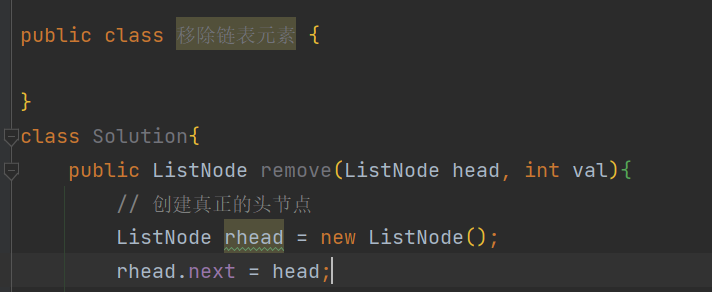 public class 移除链表元素 {
}
class Solution{
public ListNode remove(ListNode head, int val){
// 创建真正的头节点
ListNode rhead = new ListNode();
rhead.next = head;